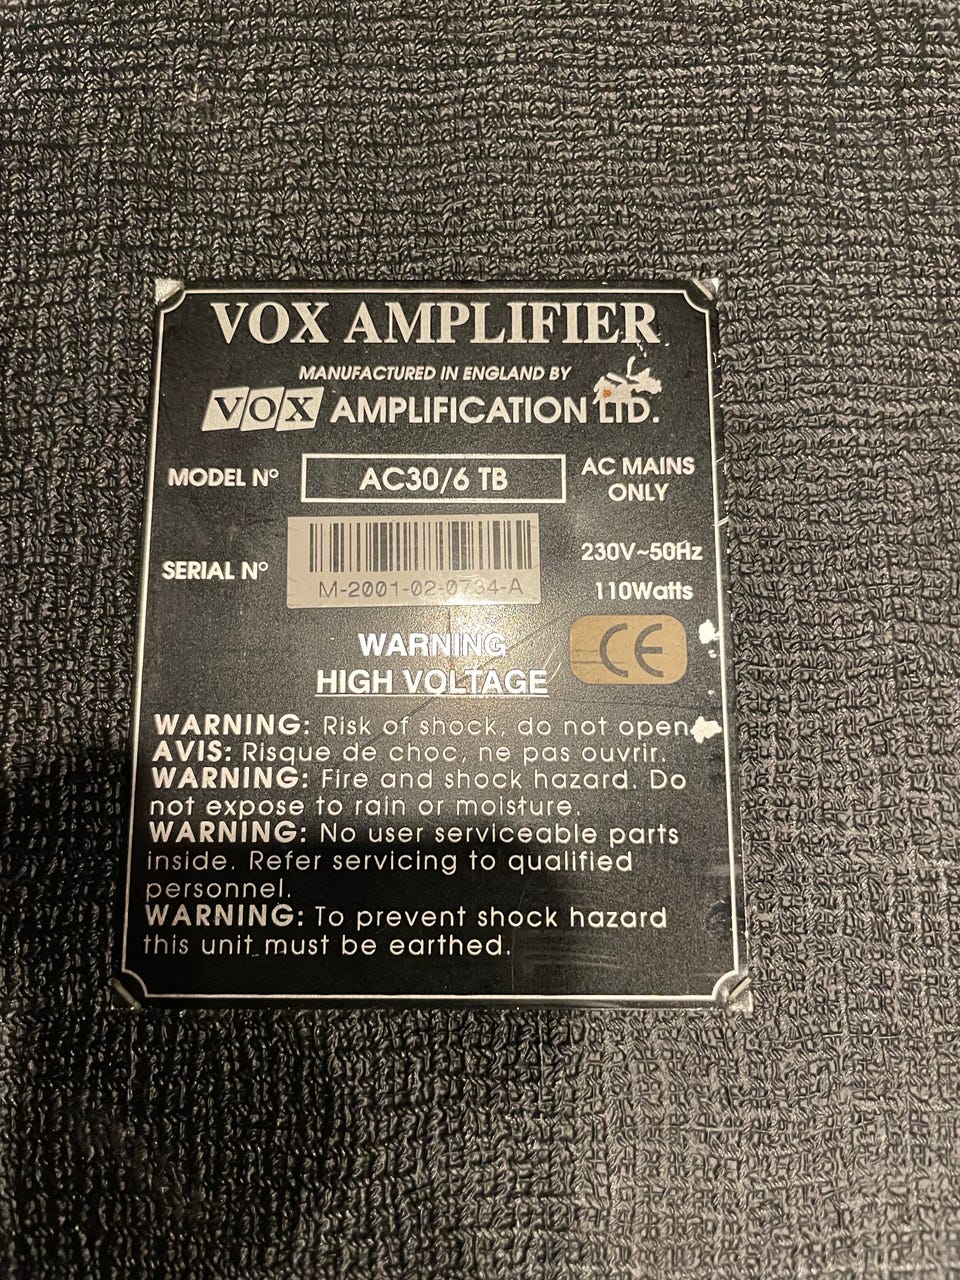 VOX AMPLIFIER
MANUFACTURED IN ENGLAND BY
VOX AMPLIFICATION LTD.
MODEL Nº AC30/6 TB AC MAINS
ONLY
230V~50Hz
SERIAL Nº M-2001-02-0734-A
110Watts
WARNING
HIGH VOLTAGE
CE
WARNING: Risk of shock, do not open.
AVIS: Risque de choc, ne pas ouvrir.
WARNING: Fire and shock hazard. Do
not expose to rain or moisture.
WARNING: No user serviceable parts
inside. Refer servicing to qualified
personnel.
WARNING: To prevent shock hazard
this unit must be earthed.